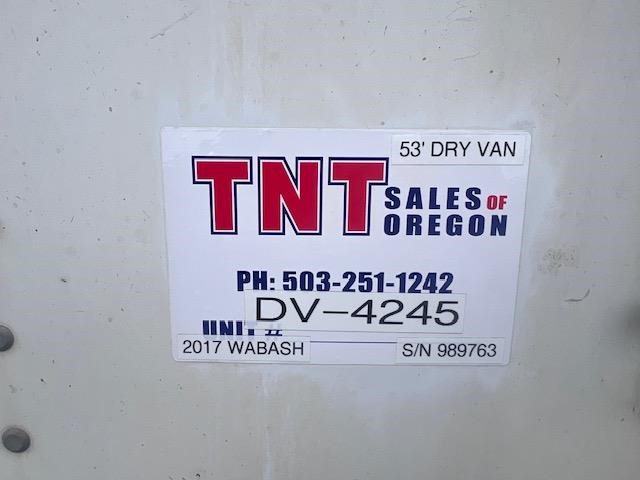 53' DRY VAN
TNT SALES OF
OREGON
PH: 503-251-1242
DV-4245
UNIT #
2017 WABASH
S/N 989763